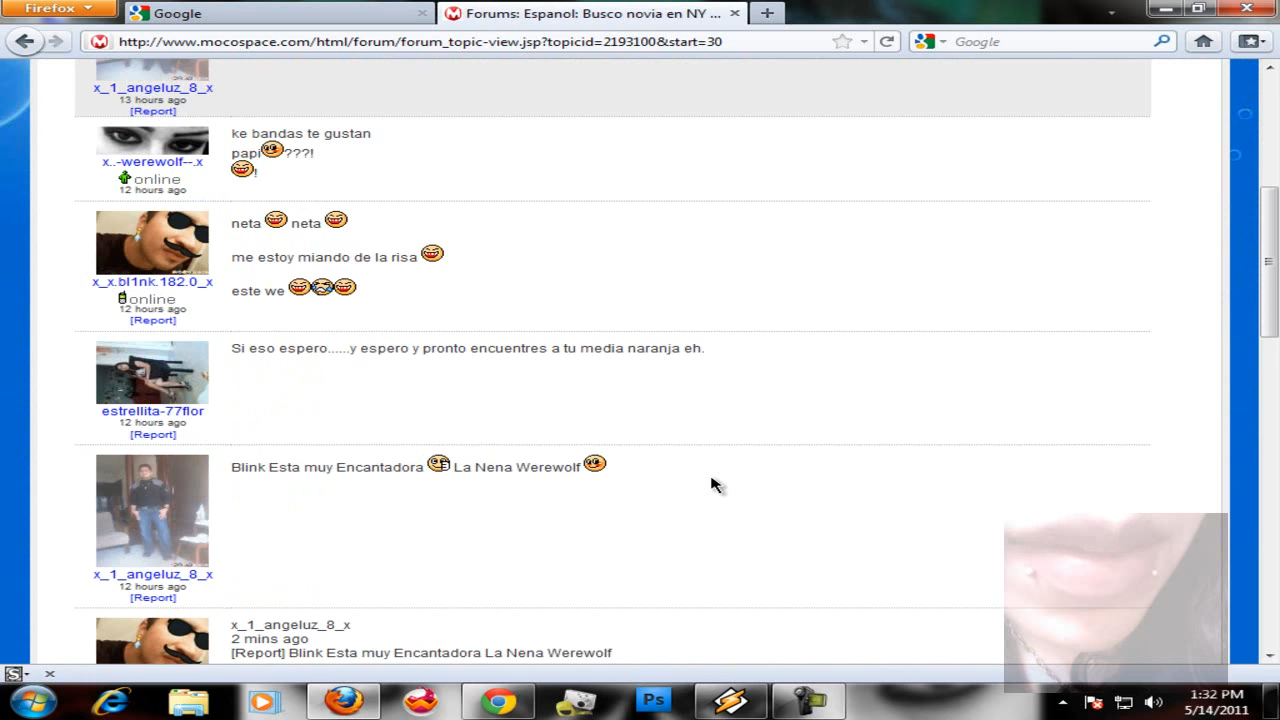 Firefox
Google
Forums: Espanol: Busco novia en NY ...
http://www.mocospace.com/html/forum/forum_topic-view.jsp?topicid=2193100&start=30
Google
x_1_angeluz_8_x
13 hours ago
[Report]
x..-werewolf--.x
online
12 hours ago
ke bandas te gustan
papi ???!
!
x_x.bl1nk.182.0_x
online
12 hours ago
[Report]
neta neta
me estoy miando de la risa
este we
estrellita-77flor
12 hours ago
[Report]
Si eso espero......y espero y pronto encuentres a tu media naranja eh.
x_1_angeluz_8_x
12 hours ago
[Report]
Blink Esta muy Encantadora La Nena Werewolf
x_1_angeluz_8_x
2 mins ago
[Report] Blink Esta muy Encantadora La Nena Werewolf
S
Ps
1:32 PM
5/14/2011